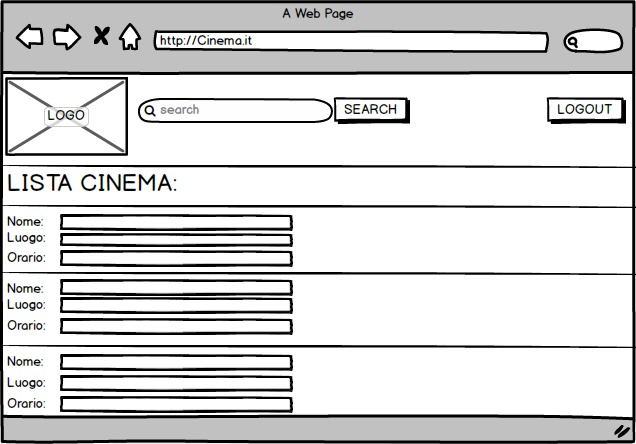 A Web Page
http://Cinema.it
LOGO
search
SEARCH
LOGOUT
LISTA CINEMA:
Nome:
Luogo:
Orario:
Nome:
Luogo:
Orario:
Nome:
Luogo:
Orario: